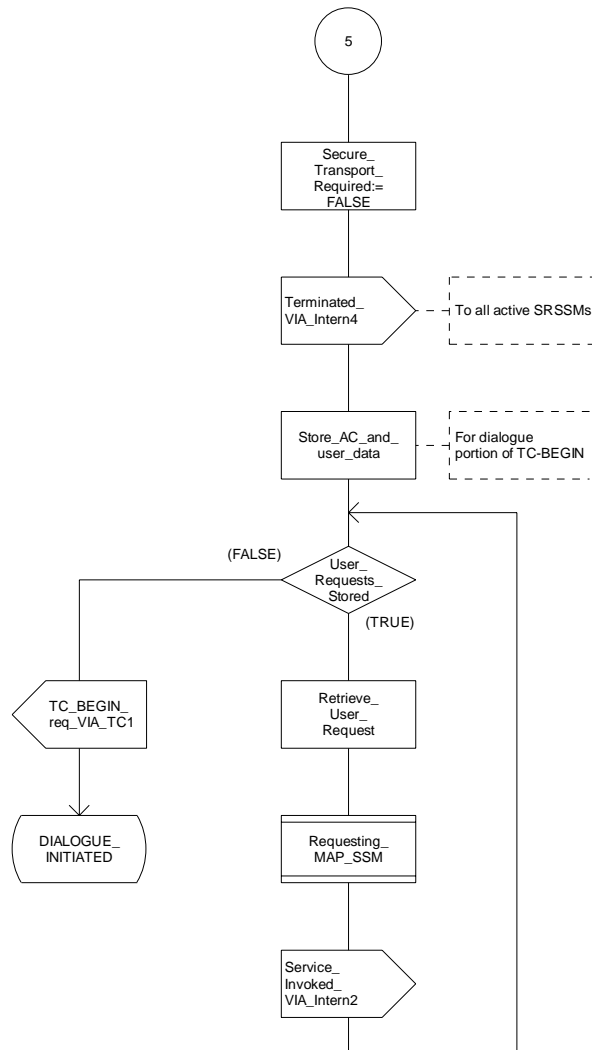 5
Secure_
Transport_
Required:=
FALSE
Terminated_
VIA_Intern4
To all active SRSSMs
Store_AC_and_
user_data
For dialogue
portion of TC-BEGIN
(FALSE)
User_
Requests_
Stored
(TRUE)
TC_BEGIN_
req_VIA_TC1
Retrieve_
User_
Request
DIALOGUE_
INITIATED
Requesting_
MAP_SSM
Service_
Invoked_
VIA_Intern2